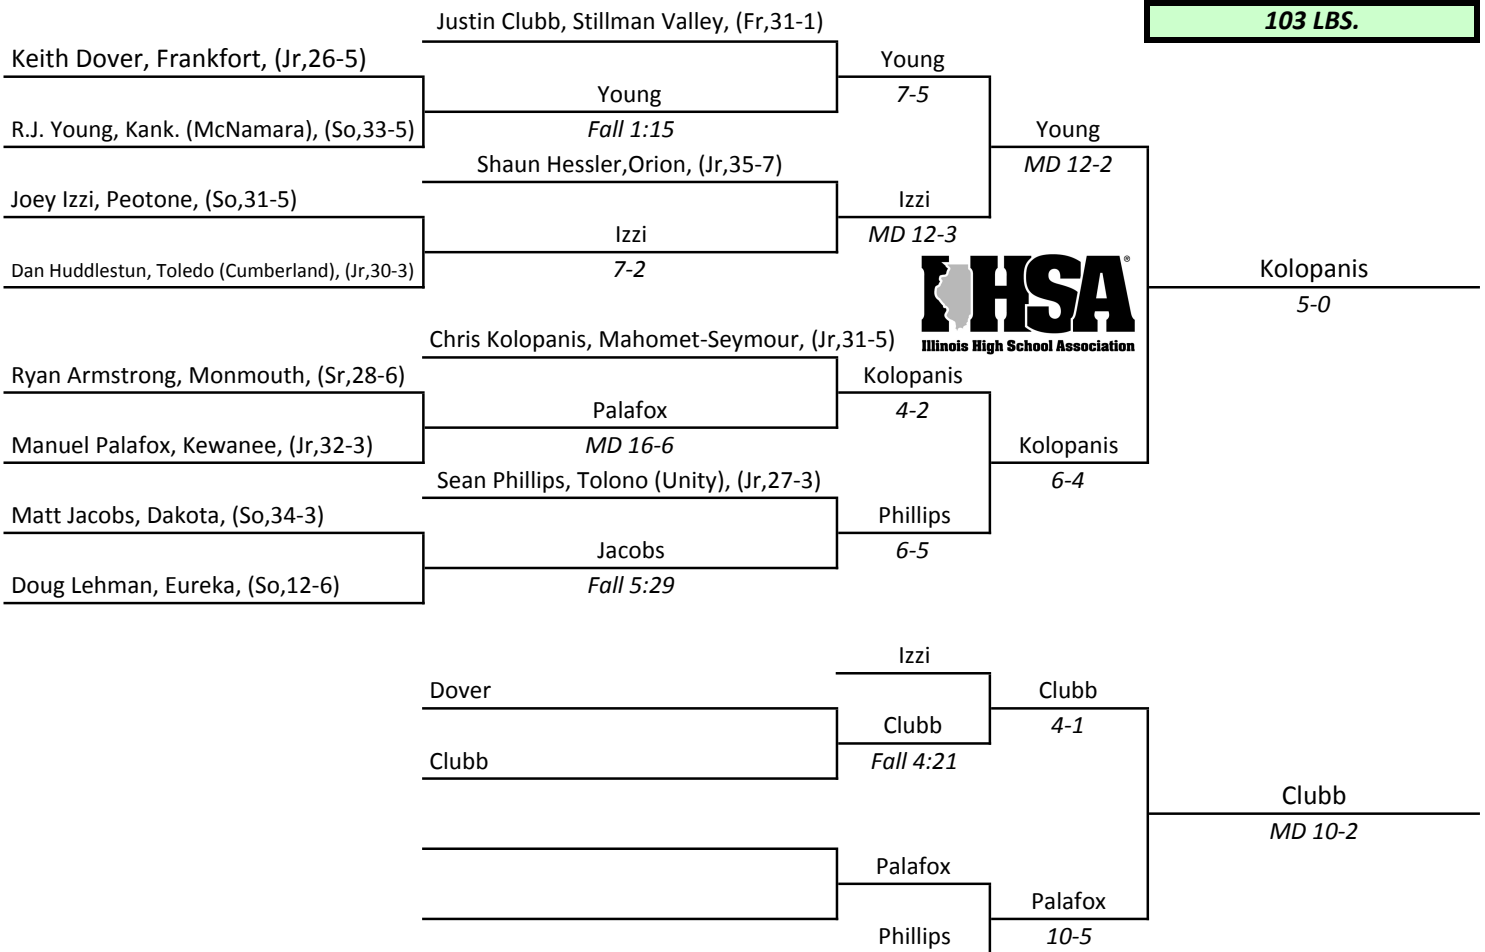 Justin Clubb, Stillman Valley, (Fr,31-1)
103 LBS.
Keith Dover, Frankfort, (Jr,26-5)
Young
Young
7-5
R.J. Young, Kank. (McNamara), (So,33-5)
Fall 1:15
Young
Shaun Hessler,Orion, (Jr,35-7)
MD 12-2
Joey Izzi, Peotone, (So,31-5)
Izzi
Izzi
MD 12-3
Dan Huddlestun, Toledo (Cumberland), (Jr,30-3)
7-2
IHSA®
Illinois High School Association
Kolopanis
5-0
Chris Kolopanis, Mahomet-Seymour, (Jr,31-5)
Ryan Armstrong, Monmouth, (Sr,28-6)
Kolopanis
Palafox
4-2
Manuel Palafox, Kewanee, (Jr,32-3)
MD 16-6
Kolopanis
Sean Phillips, Tolono (Unity), (Jr,27-3)
6-4
Matt Jacobs, Dakota, (So,34-3)
Phillips
Jacobs
6-5
Doug Lehman, Eureka, (So,12-6)
Fall 5:29
Izzi
Dover
Clubb
Clubb
4-1
Clubb
Fall 4:21
Clubb
MD 10-2
Palafox
Palafox
Phillips
10-5